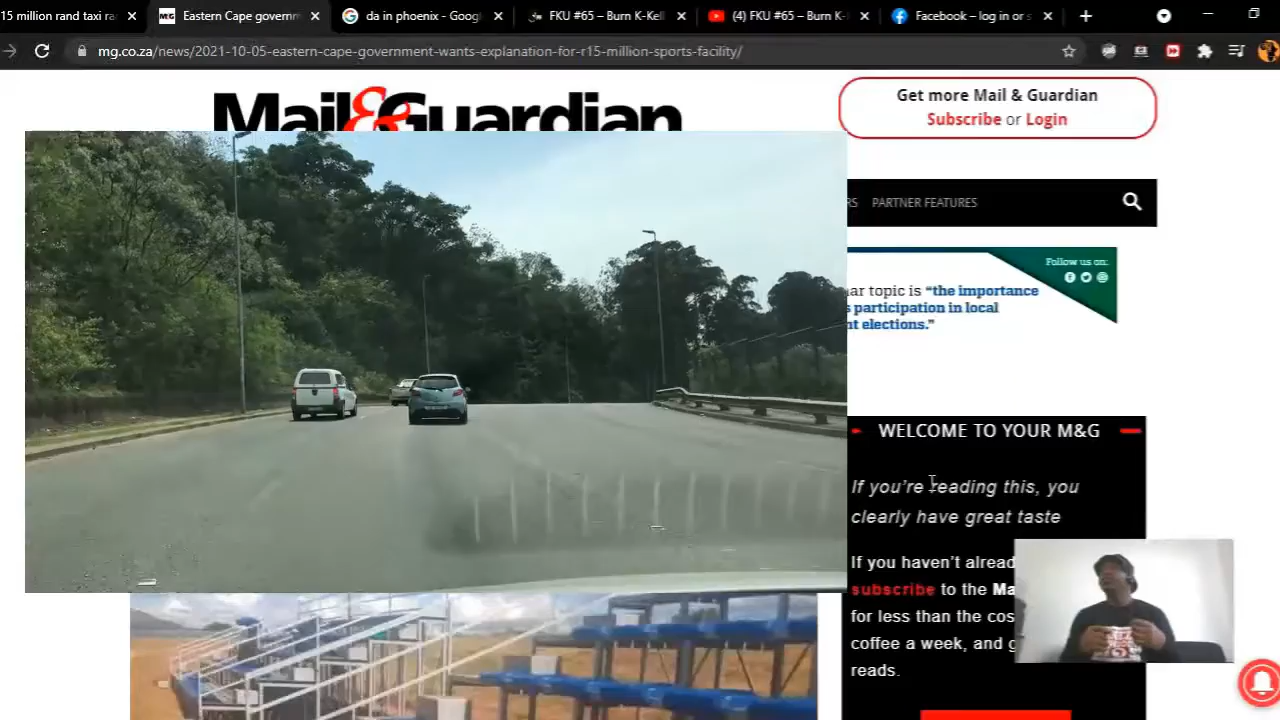 15 million rand taxi ra
Eastern Cape governm
da in phoenix - Goog
FKU #65 – Burn K-Kel
(4) FKU #65 – Burn K-
Facebook – log in or s
mg.co.za/news/2021-10-05-eastern-cape-government-wants-explanation-for-r15-million-sports-facility/
Mail&Guardian
Get more Mail & Guardian
Subscribe or Login
RS PARTNER FEATURES
Follow us on:
ar topic is “the importance
s participation in local
nt elections.”
WELCOME TO YOUR M&G
If you’re reading this, you
clearly have great taste
If you haven’t alread
subscribe to the Ma
for less than the cos
coffee a week, and g
reads.